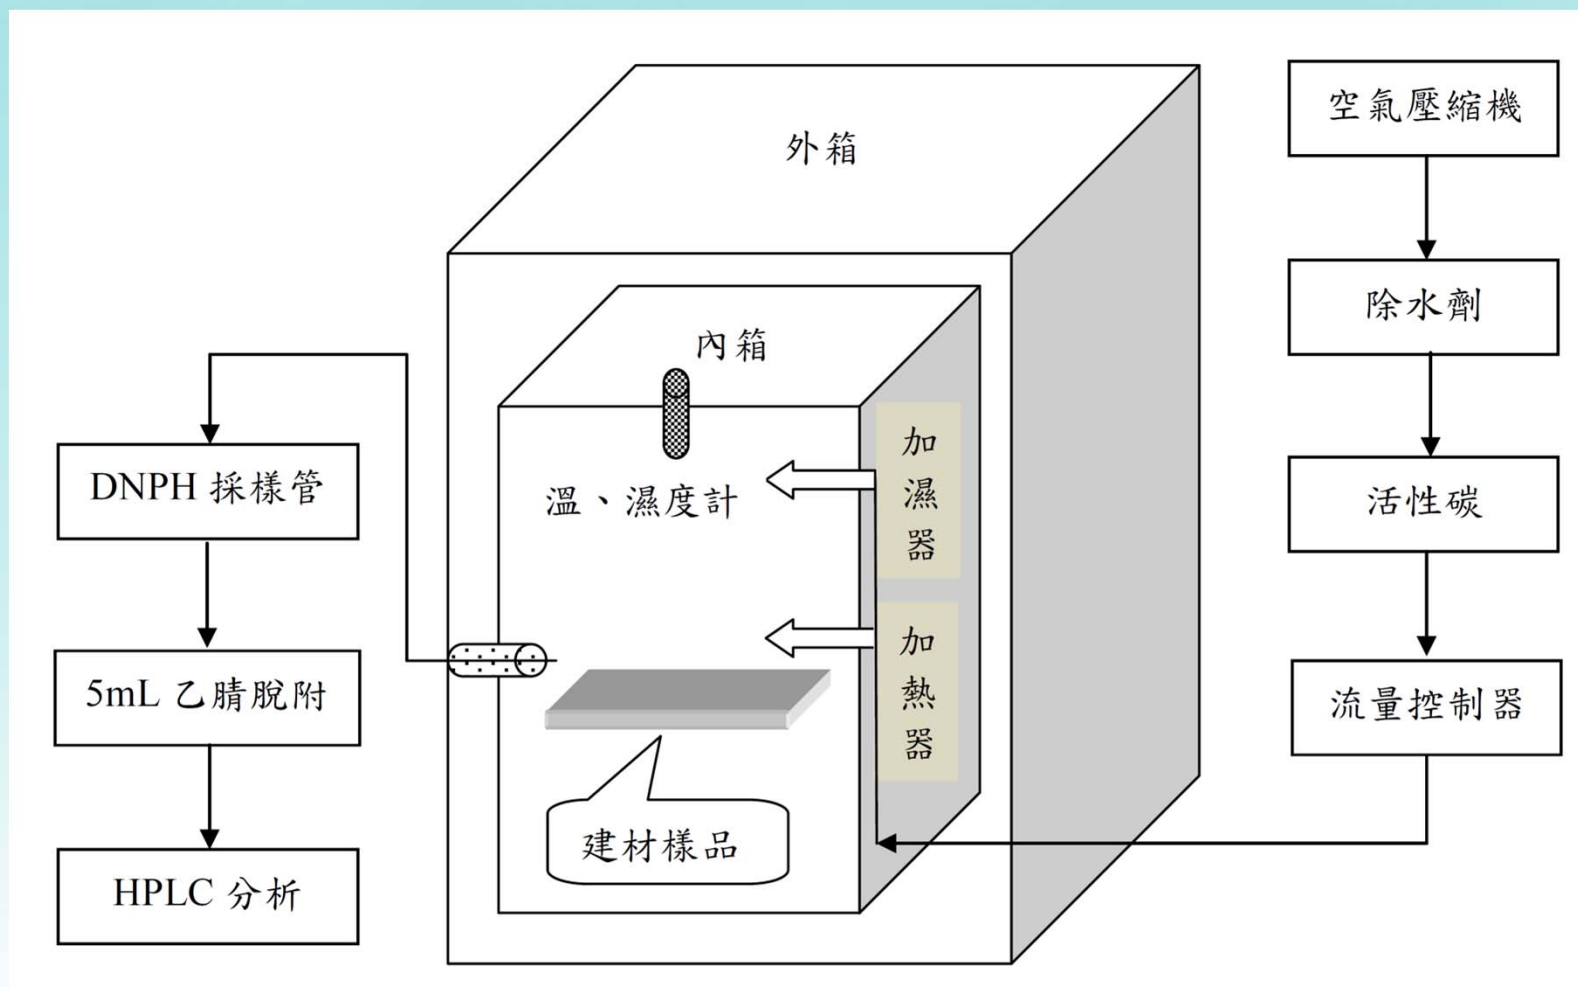 外箱
內箱
溫、濕度計
加濕器
加熱器
建材樣品
空氣壓縮機
除水劑
活性碳
流量控制器
DNPH 採樣管
5mL 乙腈脫附
HPLC 分析